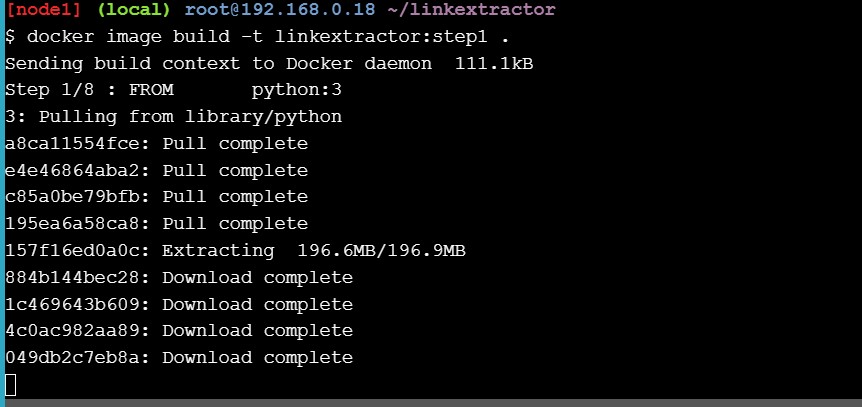 [node1] (local) root@192.168.0.18 ~/linkextractor
$ docker image build -t linkextractor:step1 .
Sending build context to Docker daemon  111.1kB
Step 1/8 : FROM       python:3
3: Pulling from library/python
a8ca11554fce: Pull complete
e4e46864aba2: Pull complete
c85a0be79bfb: Pull complete
195ea6a58ca8: Pull complete
157f16ed0a0c: Extracting  196.6MB/196.9MB
884b144bec28: Download complete
1c469643b609: Download complete
4c0ac982aa89: Download complete
049db2c7eb8a: Download complete